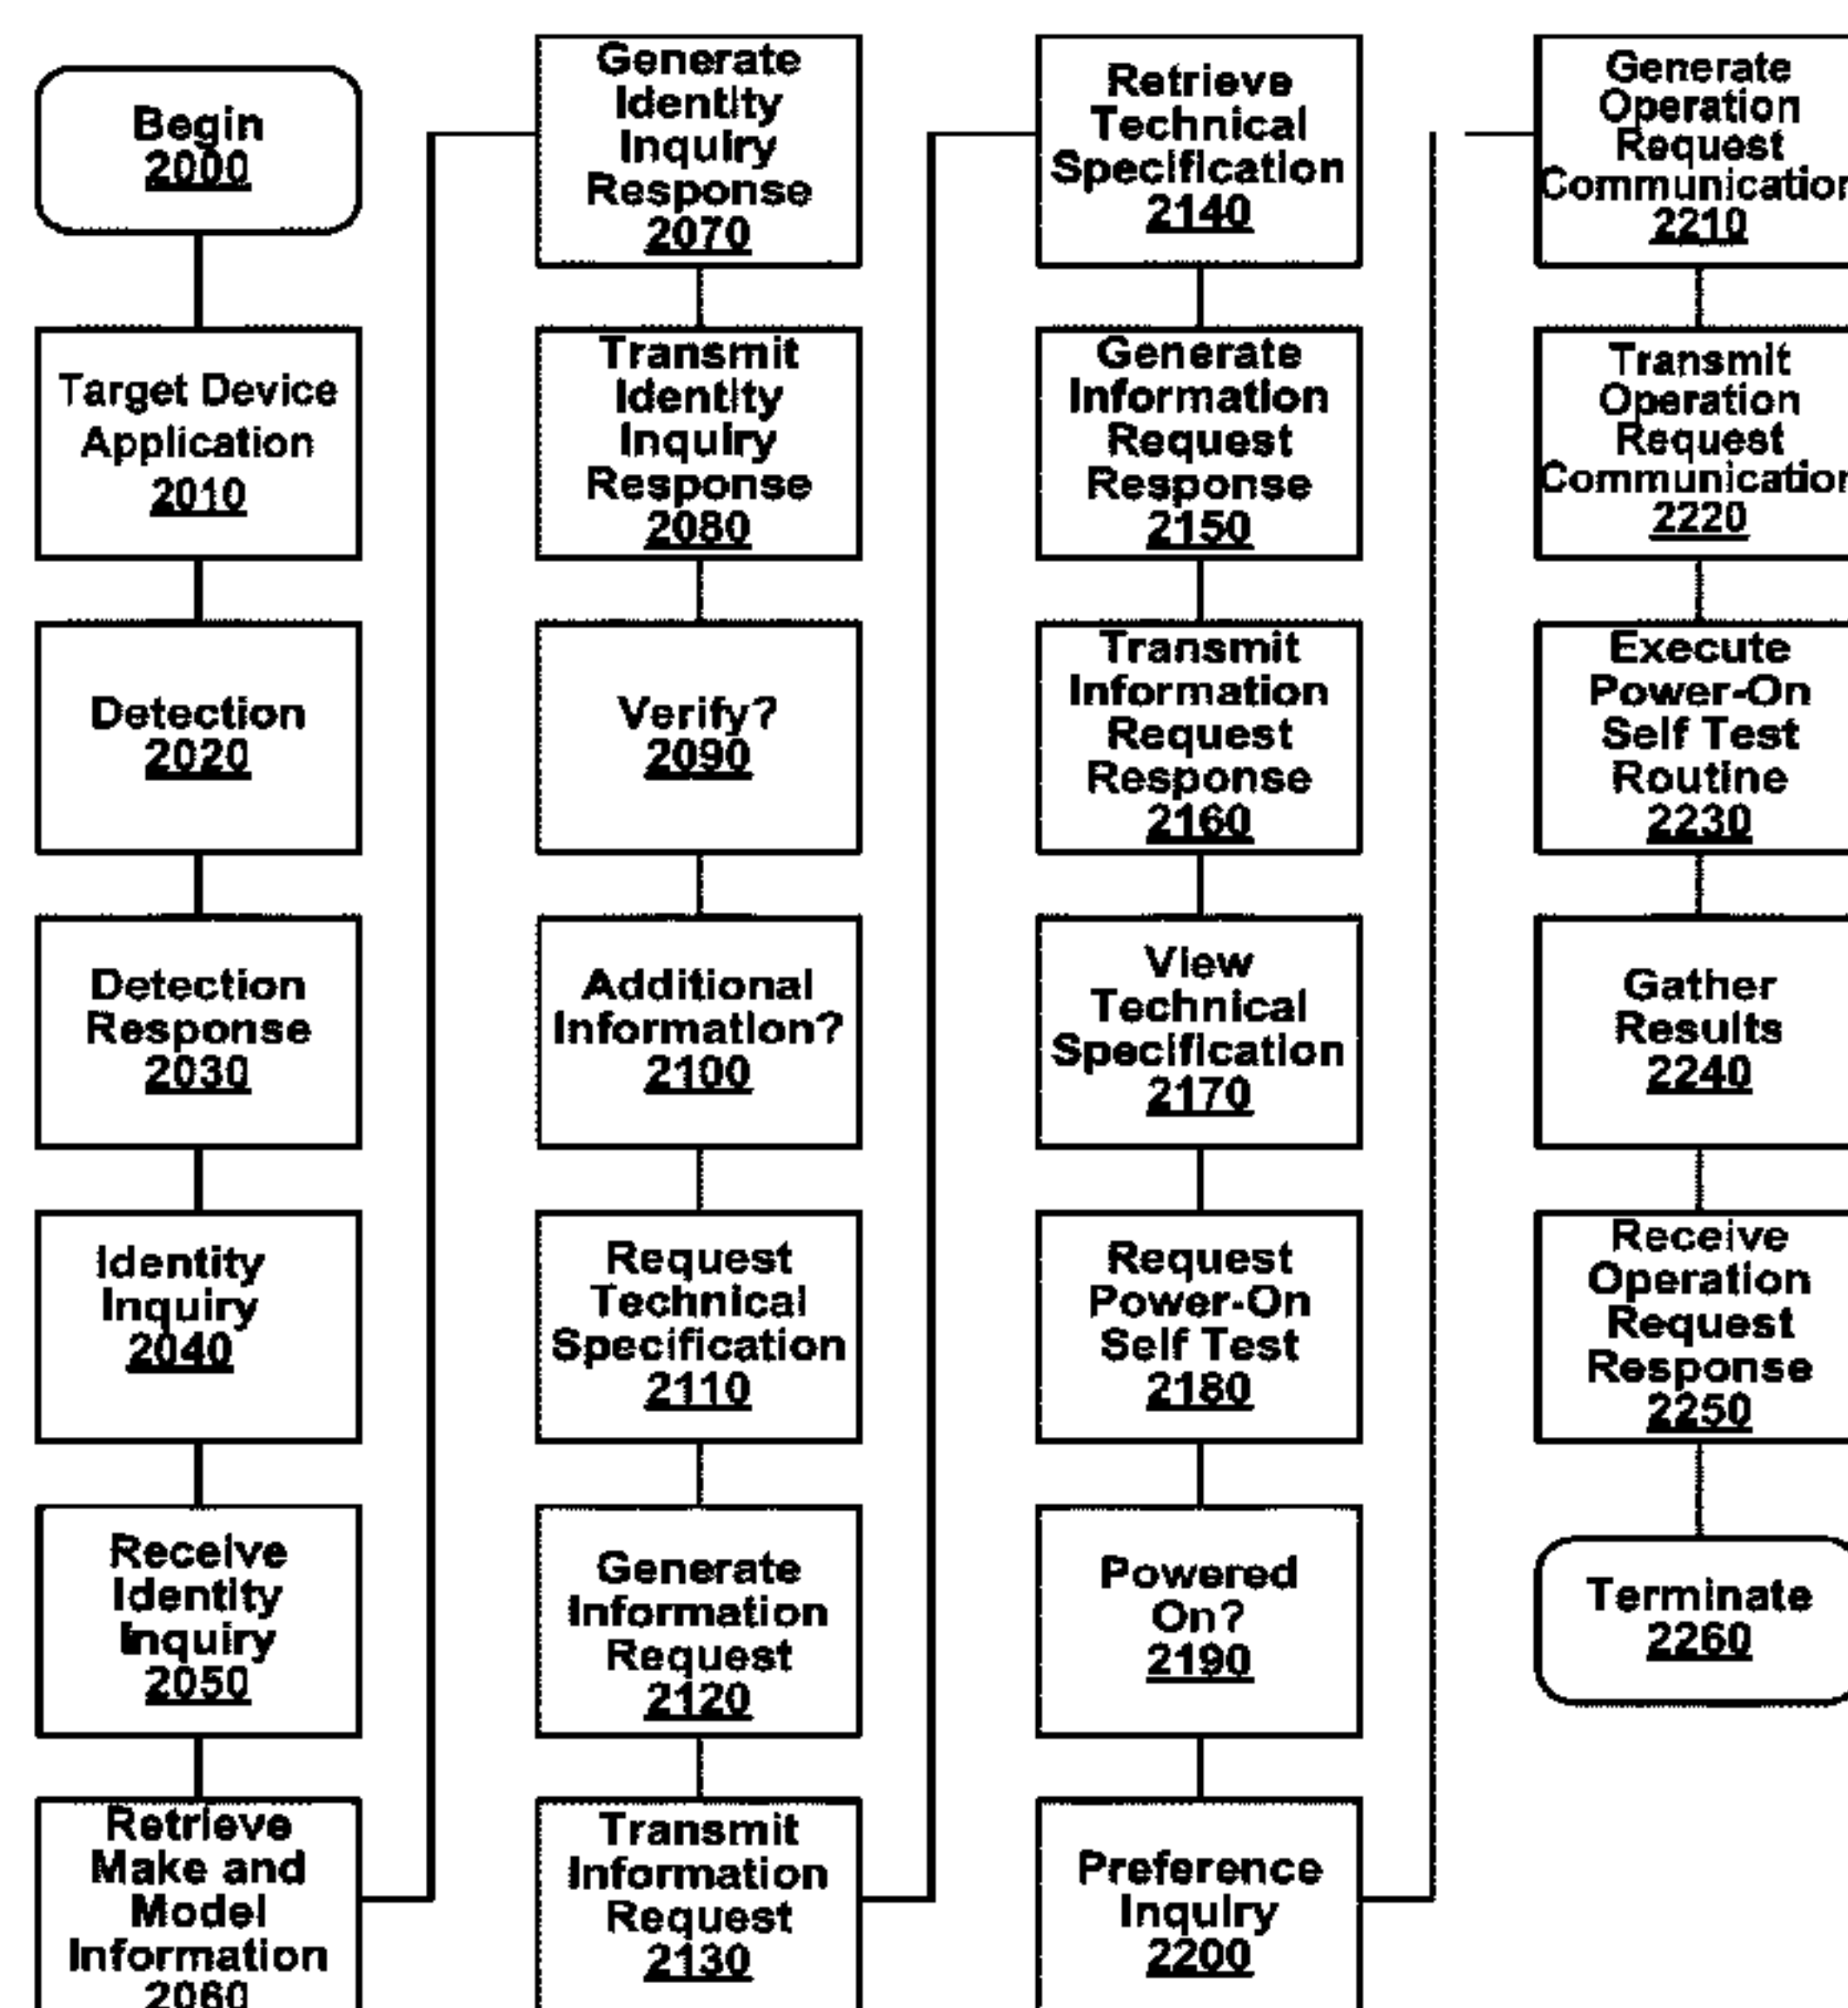 Begin
2000
Target Device
Application
2010
Detection
2020
Detection
Response
2030
Identity
Inquiry
2040
Receive
Identity
Inquiry
2050
Retrieve
Make and
Model
Information
2060
Generate
Identity
Inquiry
Response
2070
Transmit
Identity
Inquiry
Response
2080
Verify?
2090
Additional
Information?
2100
Request
Technical
Specification
2110
Generate
Information
Request
2120
Transmit
Information
Request
2130
Retrieve
Technical
Specification
2140
Generate
Information
Request
Response
2150
Transmit
Information
Request
Response
2160
View
Technical
Specification
2170
Request
Power-On
Self Test
2180
Powered
On?
2190
Preference
Inquiry
2200
Generate
Operation
Request
Communication
2210
Transmit
Operation
Request
Communication
2220
Execute
Power-On
Self Test
Routine
2230
Gather
Results
2240
Receive
Operation
Request
Response
2250
Terminate
2260